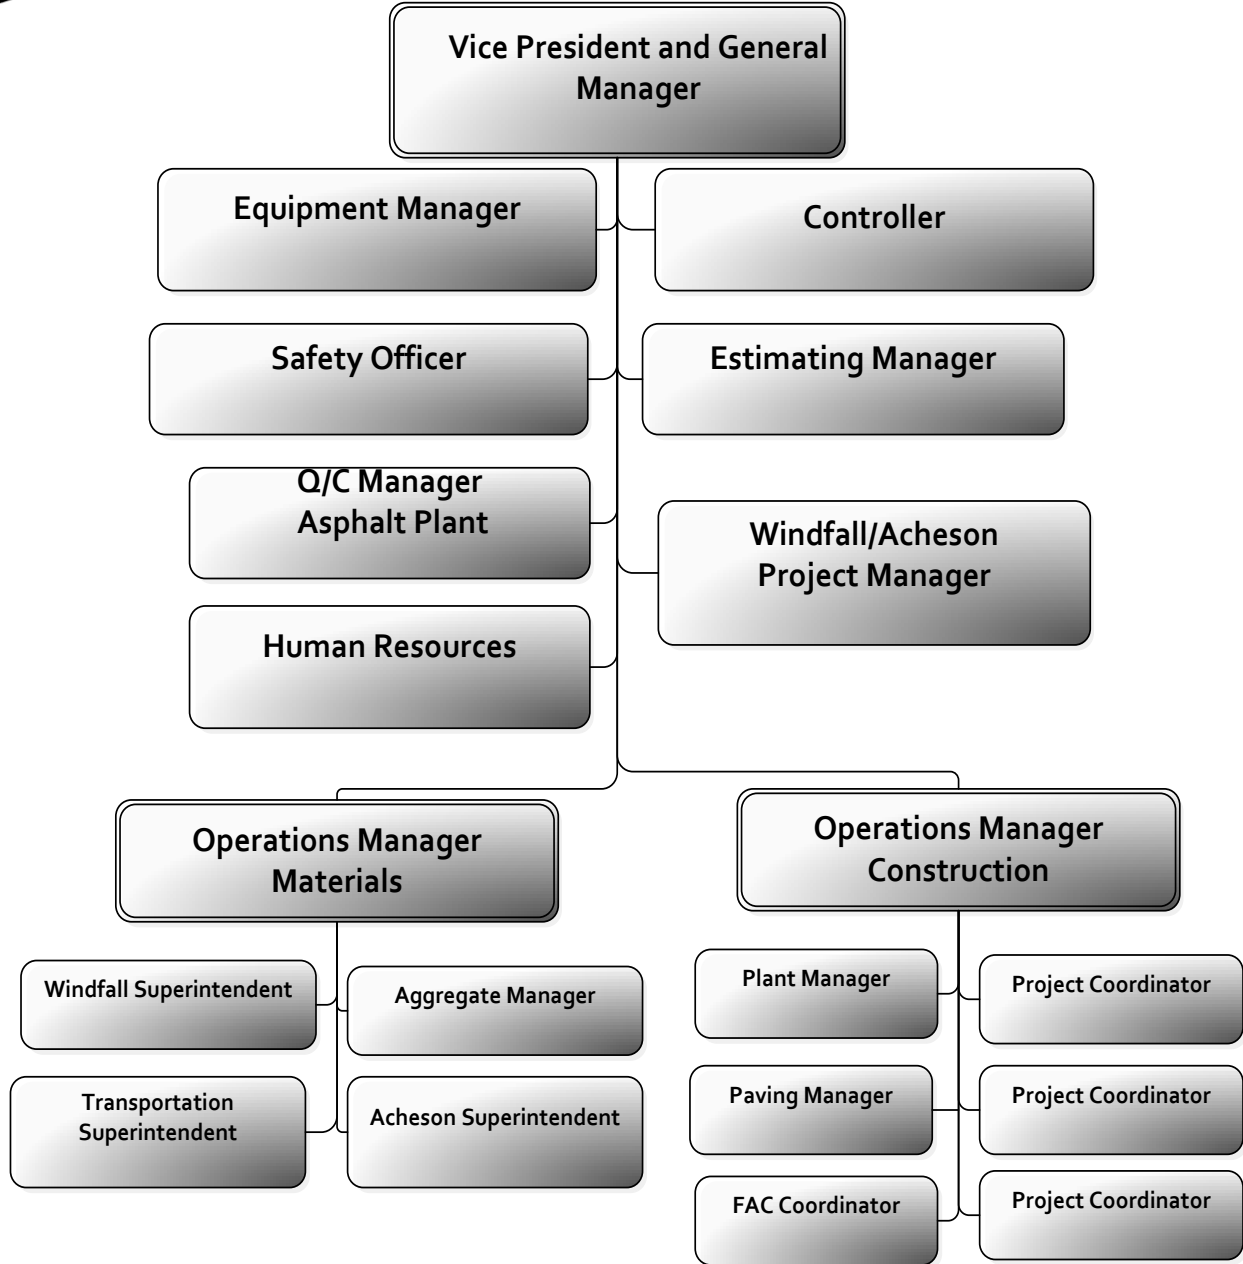 Vice President and General
Manager
Equipment Manager
Controller
Safety Officer
Estimating Manager
Q/C Manager
Asphalt Plant
Windfall/Acheson
Project Manager
Human Resources
Operations Manager
Materials
Operations Manager
Construction
Windfall Superintendent
Aggregate Manager
Transportation
Superintendent
Acheson Superintendent
Plant Manager
Project Coordinator
Paving Manager
Project Coordinator
FAC Coordinator
Project Coordinator